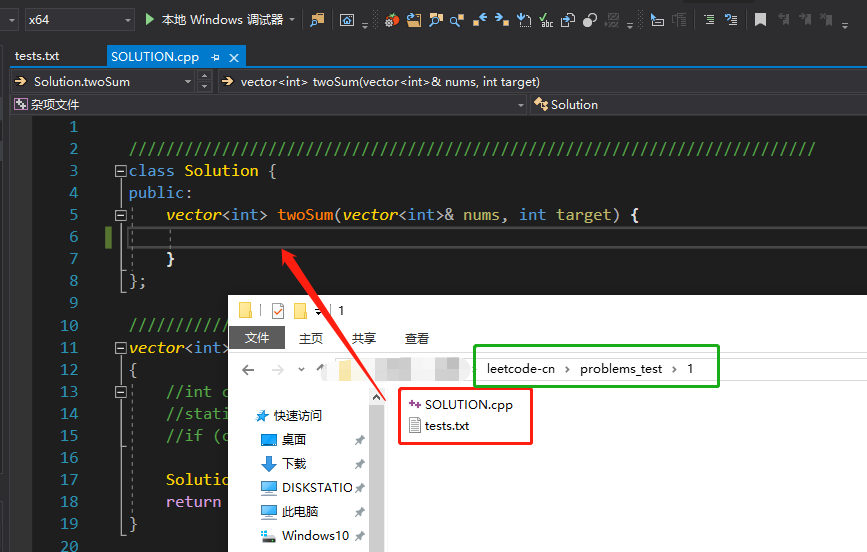 x64 本地 Windows 调试器
tests.txt SOLUTION.cpp
Solution.twoSum vector<int> twoSum(vector<int>& nums, int target)
杂项文件 Solution
1
2 //////////////////////////////////////////////////////////////////////////
3 class Solution {
4 public:
5 vector<int> twoSum(vector<int>& nums, int target) {
6
7 }
8 };
9
10 ///////////
11 vector<int>
12 {
13 //int c
14 //stati
15 //if (c
16
17 Solutic
18 return
19 }
20
1
文件 主页 共享 查看
leetcode-cn › problems_test › 1
快速访问
桌面
下载
DISKSTATIO
此电脑
Windows10
SOLUTION.cpp
tests.txt